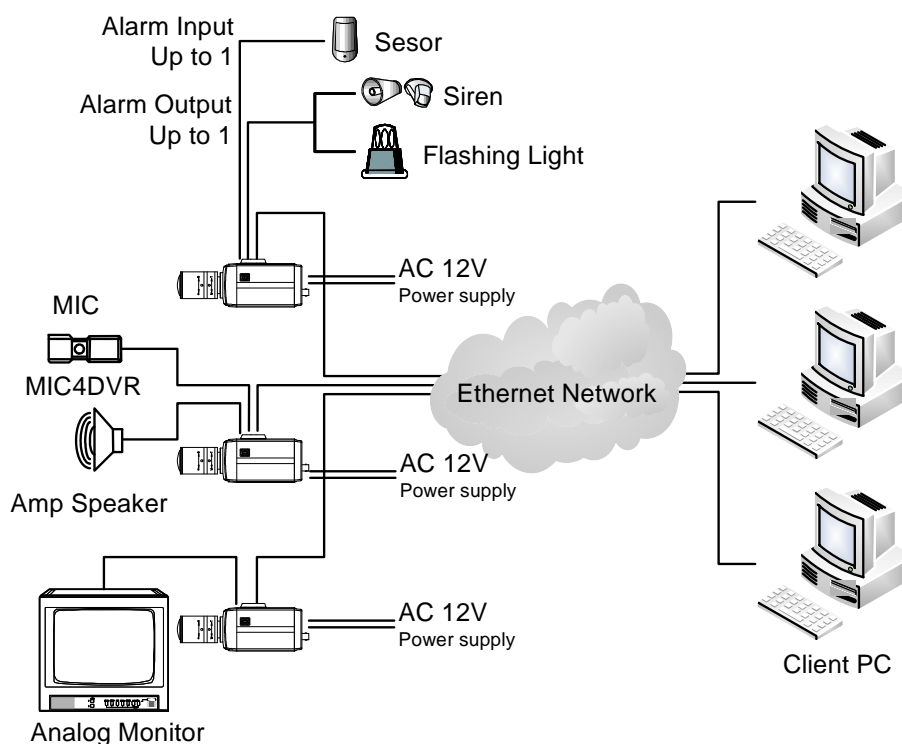 Alarm Input
Up to 1
Sesor
Alarm Output
Up to 1
Siren
Flashing Light
AC 12V
Power supply
MIC
MIC4DVR
Ethernet Network
AC 12V
Power supply
Amp Speaker
AC 12V
Power supply
Client PC
Analog Monitor